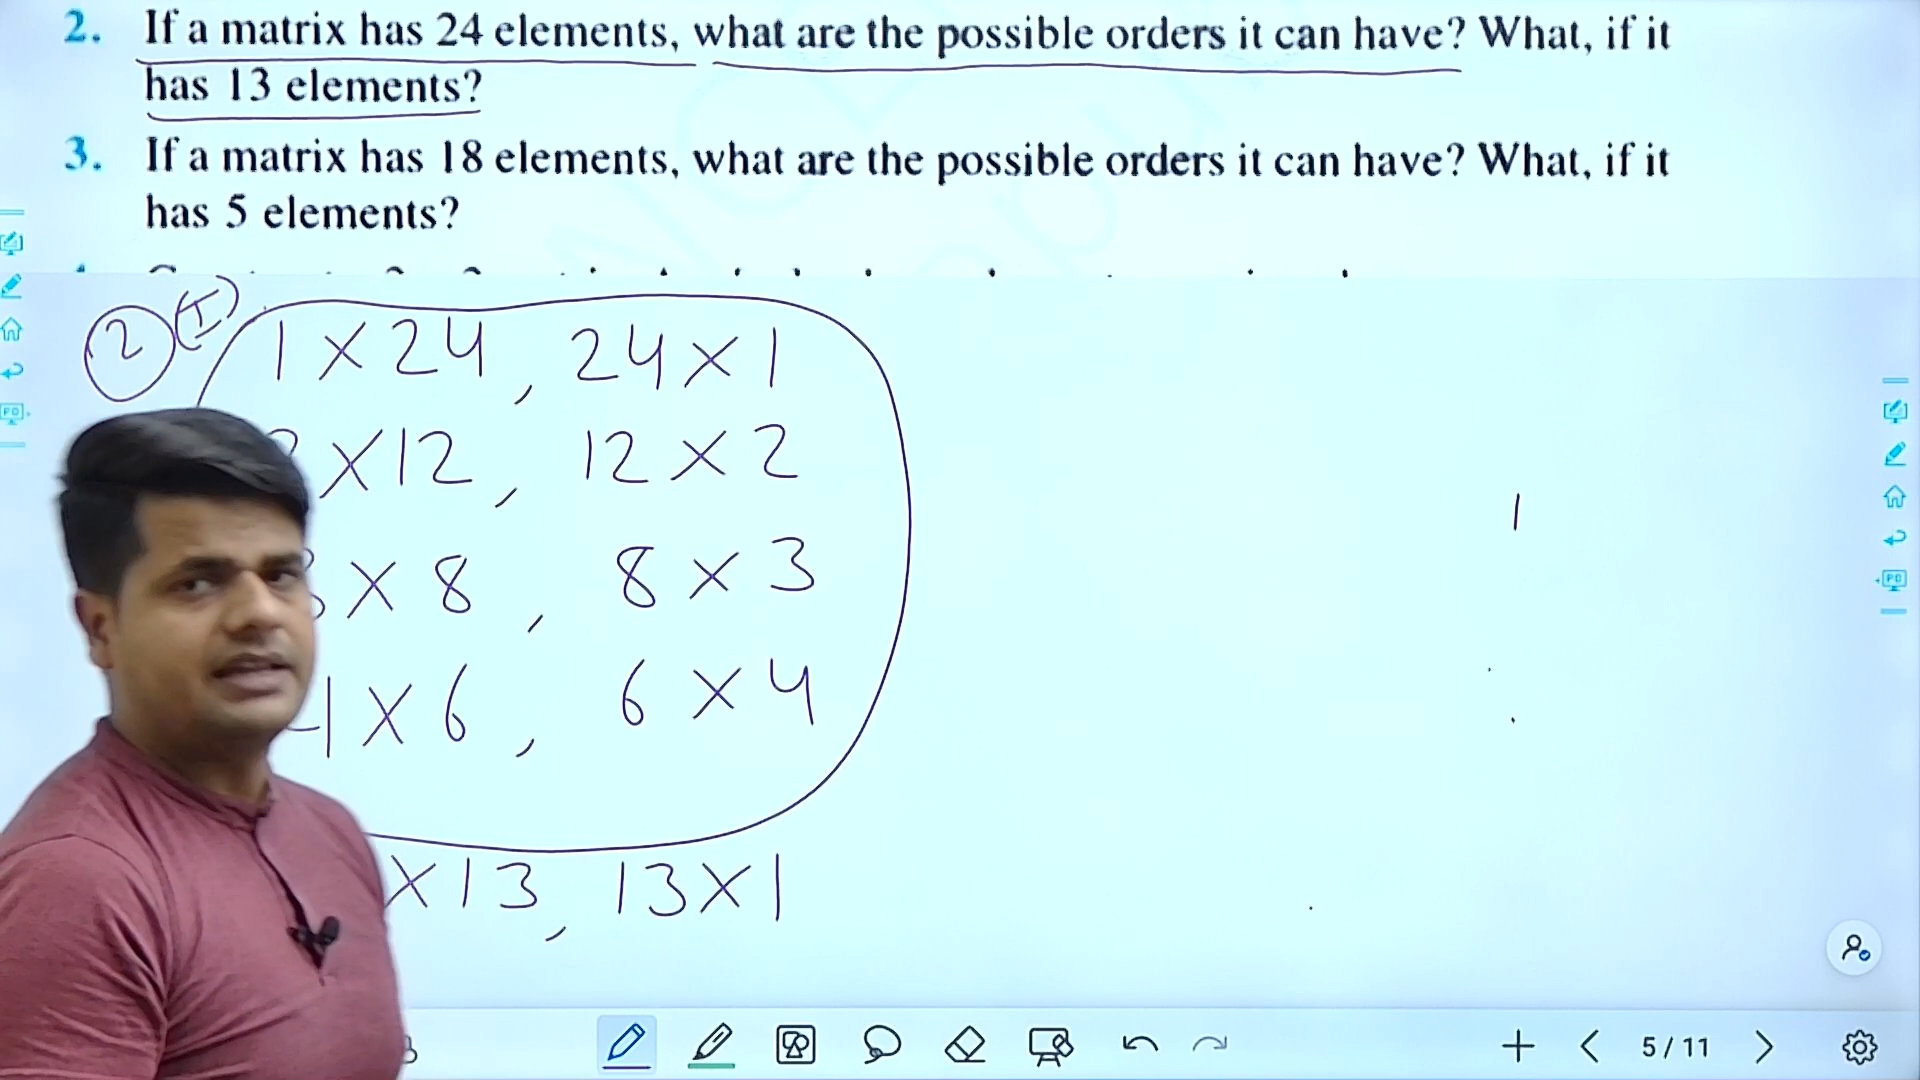 2. If a matrix has 24 elements, what are the possible orders it can have? What, if it
has 13 elements?
3. If a matrix has 18 elements, what are the possible orders it can have? What, if it
has 5 elements?
2 (I) 1 × 24 , 24 × 1
× 12 , 12 × 2
× 8 , 8 × 3
4 × 6 , 6 × 4
× 13 , 13 × 1
5 / 11